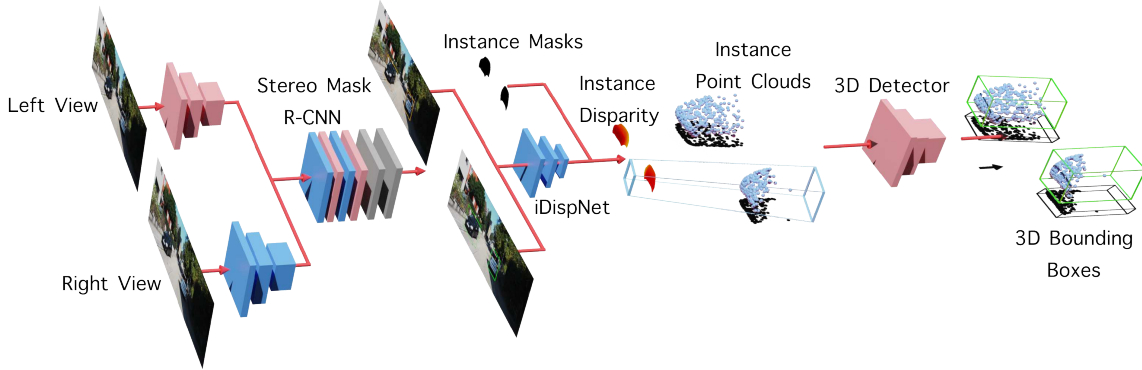 Left View
Right View
Stereo Mask
R-CNN
Instance Masks
iDispNet
Instance
Disparity
Instance
Point Clouds
3D Detector
3D Bounding
Boxes